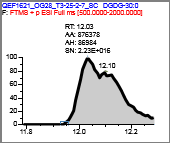 QEF1621_OG28_T3-25-2-7_SC DGDG-30:0
F: FTMS + p ESI Full ms [500.0000-2000.0000]
RT: 12.03
AA: 876378
AH: 86984
SN: 2.23E+016
100
12.10
80
60
40
20
0
11.8
12.0
12.2